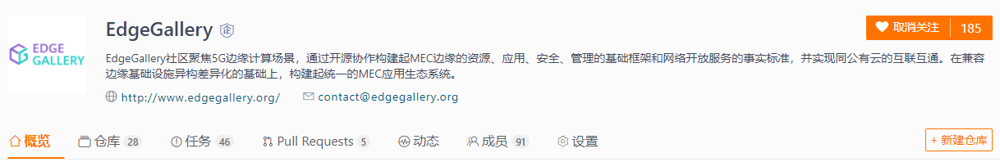 EDGE
GALLERY
EdgeGallery 企
取消关注 185
EdgeGallery社区聚焦5G边缘计算场景，通过开源协作构建起MEC边缘的资源、应用、安全、管理的基础框架和网络开放服务的事实标准，并实现同公有云的互联互通。在兼容
边缘基础设施异构差异化的基础上，构建起统一的MEC应用生态系统。
http://www.edgegallery.org/ contact@edgegallery.org
概览 仓库 28 任务 46 Pull Requests 5 动态 成员 91 设置 + 新建仓库